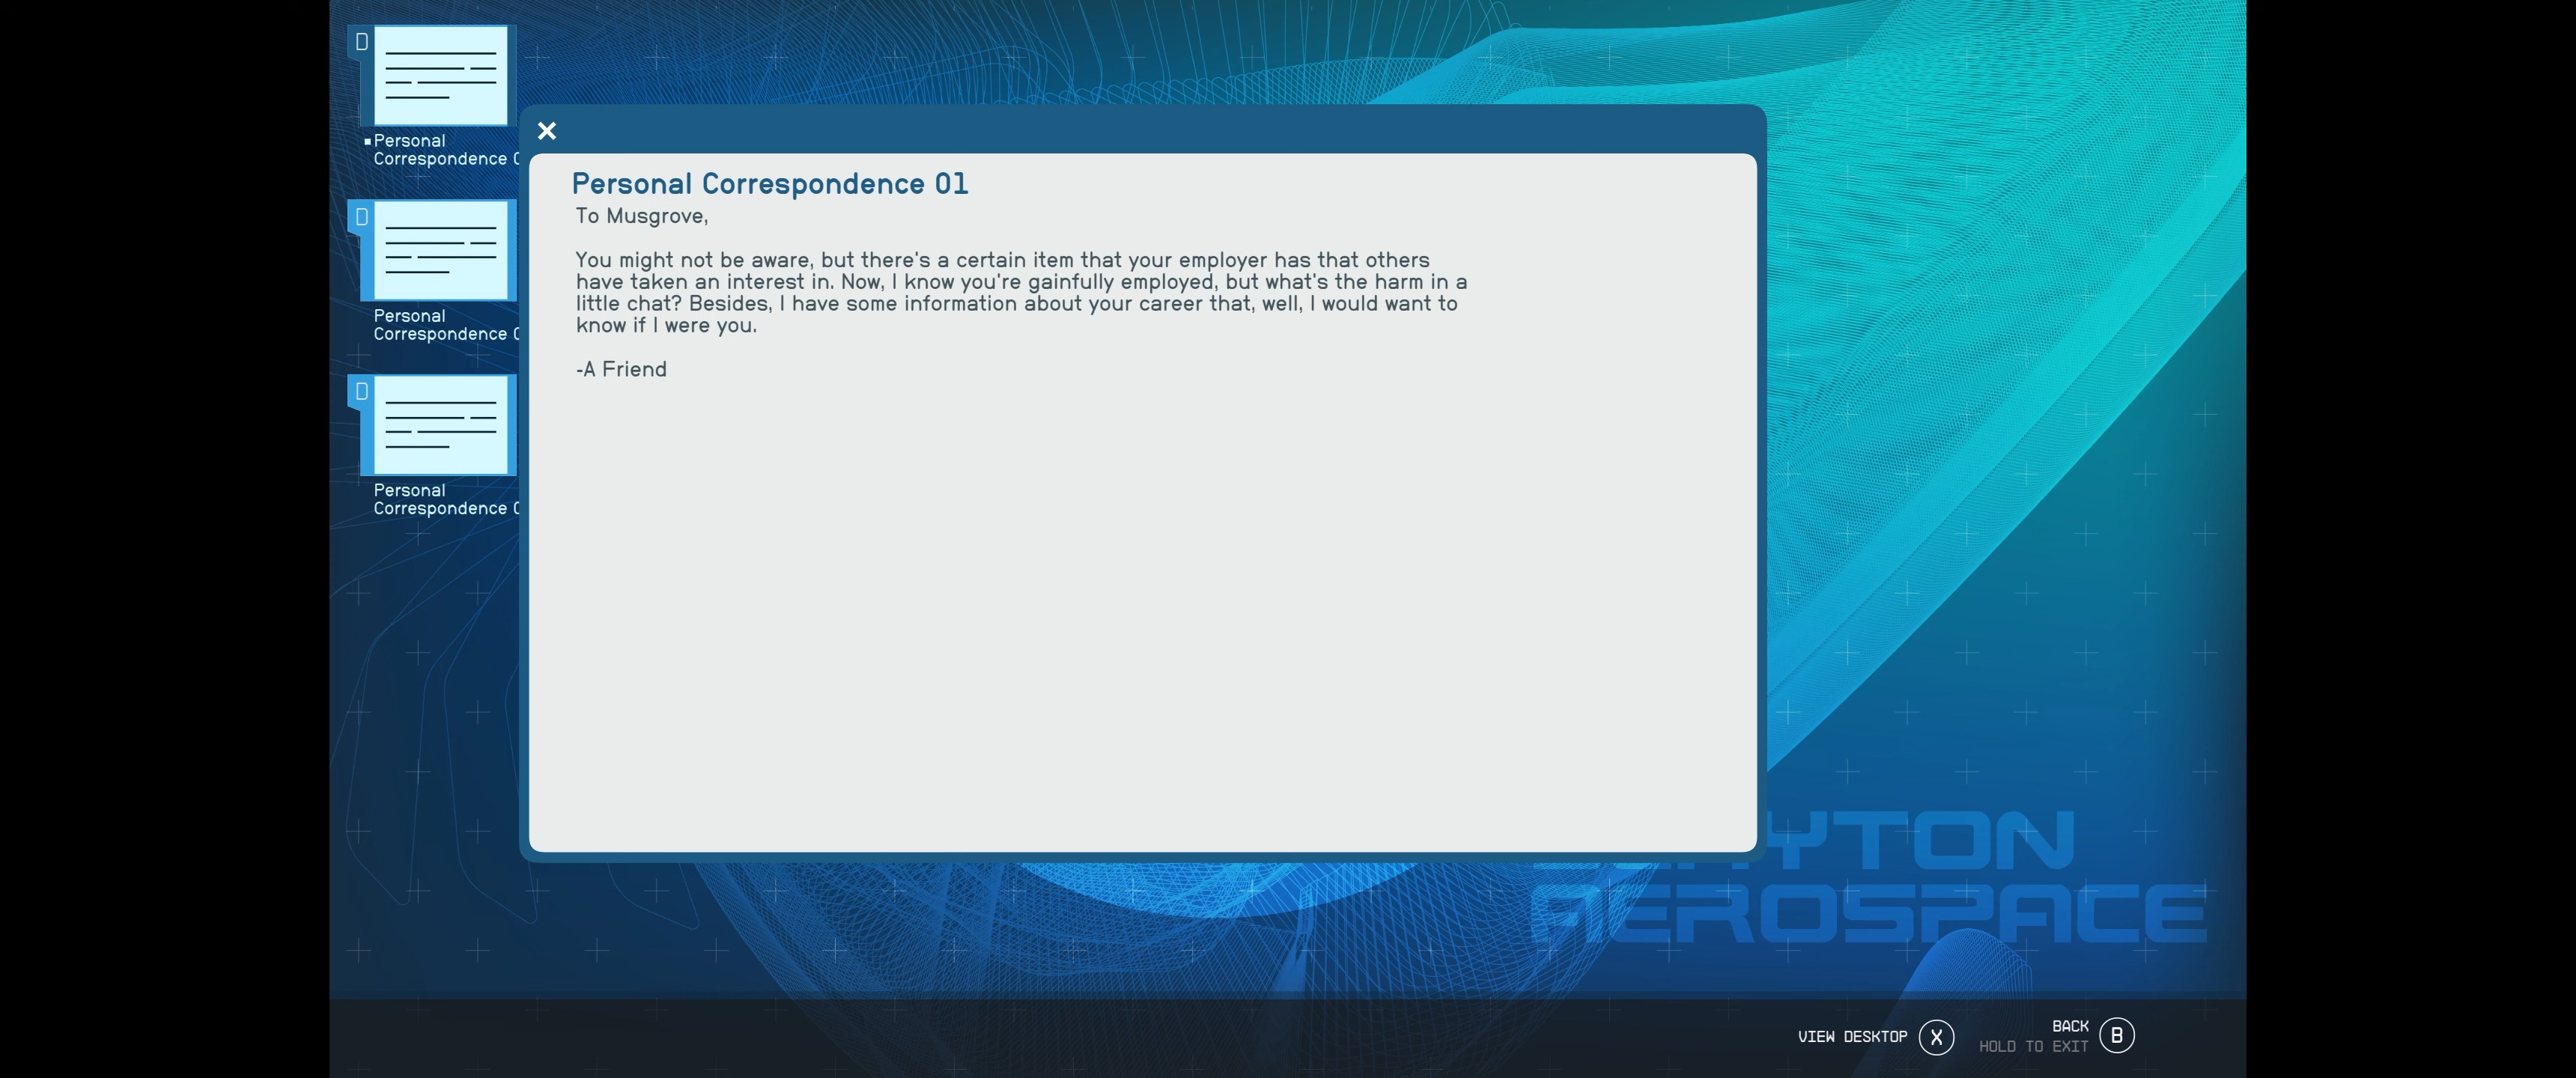 D
Personal
Correspondence
D
Personal
Correspondence
D
Personal
Correspondence
Personal Correspondence 01
To Musgrove,
You might not be aware, but there's a certain item that your employer has that others
have taken an interest in. Now, I know you're gainfully employed, but what's the harm in a
little chat? Besides, I have some information about your career that, well, I would want to
know if I were you.
-A Friend
AEROSPACE
VIEW DESKTOP X
BACK B
HOLD TO EXIT